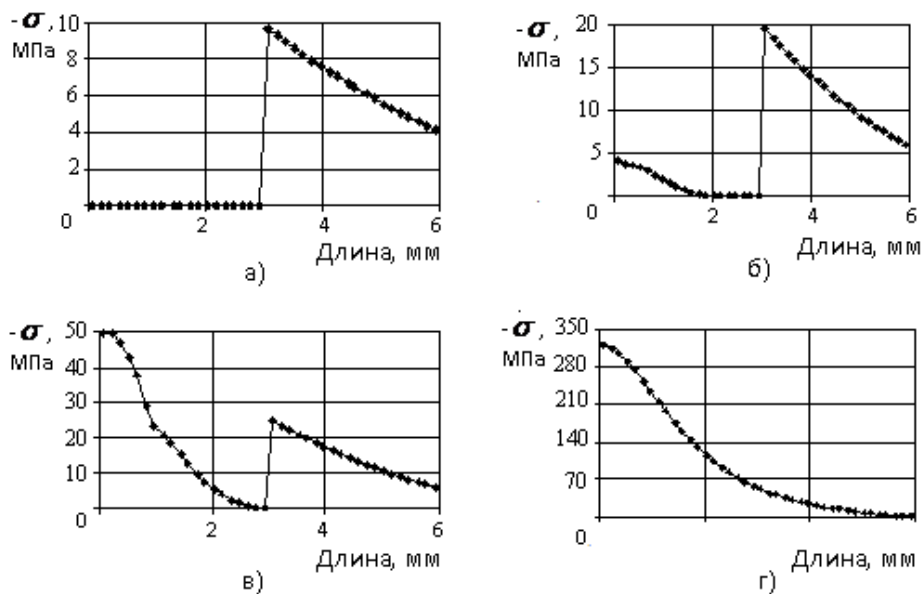 -σ, 10
МПа
8
6
4
2
0
2 4 6
Длина, мм
а)
-σ, 20
МПа
15
10
5
0
2 4 6
Длина, мм
б)
-σ, 50
МПа
40
30
20
10
0
2 4 6
Длина, мм
в)
-σ, 350
МПа
280
210
140
70
0
Длина, мм
г)